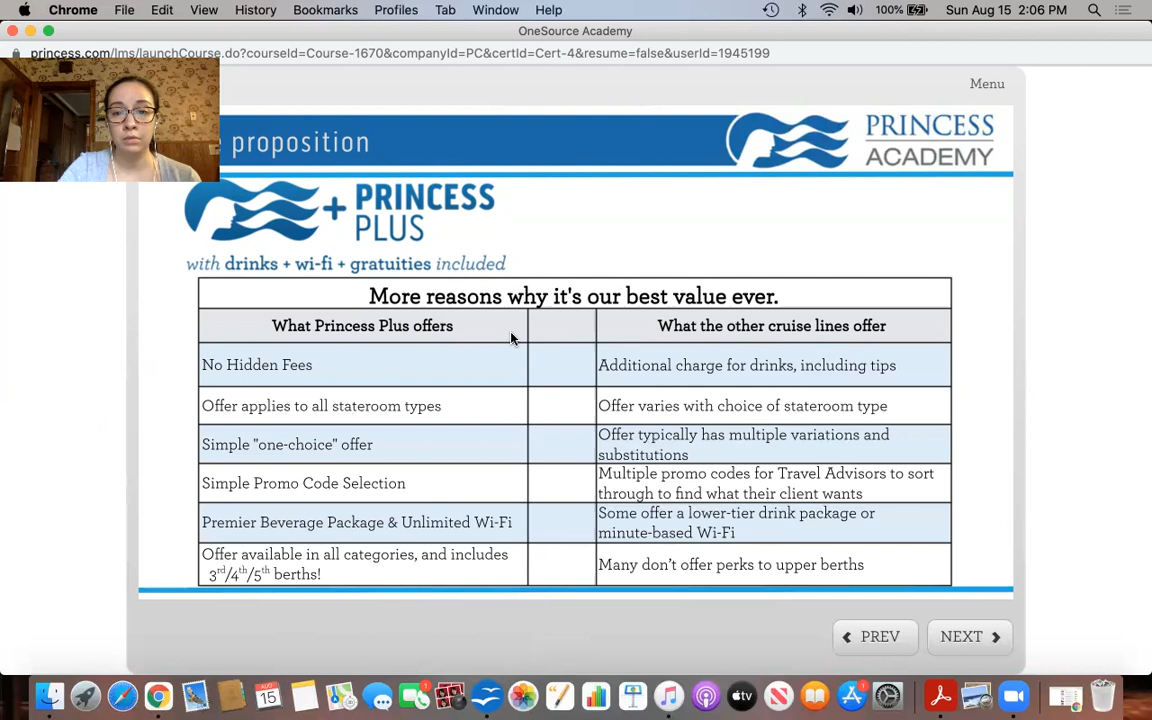 Chrome File Edit View History Bookmarks Profiles Tab Window Help 100% Sun Aug 15 2:06 PM
OneSource Academy
princess.com/lms/launchCourse.do?courseId=Course-1670&companyId=PC&certId=Cert-4&resume=false&userId=1945199
Menu
proposition
PRINCESS
ACADEMY
+ PRINCESS
PLUS
with drinks + wi-fi + gratuities included
More reasons why it's our best value ever.
What Princess Plus offers What the other cruise lines offer
No Hidden Fees Additional charge for drinks, including tips
Offer applies to all stateroom types Offer varies with choice of stateroom type
Simple "one-choice" offer Offer typically has multiple variations and
substitutions
Simple Promo Code Selection Multiple promo codes for Travel Advisors to sort
through to find what their client wants
Premier Beverage Package & Unlimited Wi-Fi Some offer a lower-tier drink package or
minute-based Wi-Fi
Offer available in all categories, and includes
3rd/4th/5th berths! Many don't offer perks to upper berths
PREV NEXT
AUG
15
1